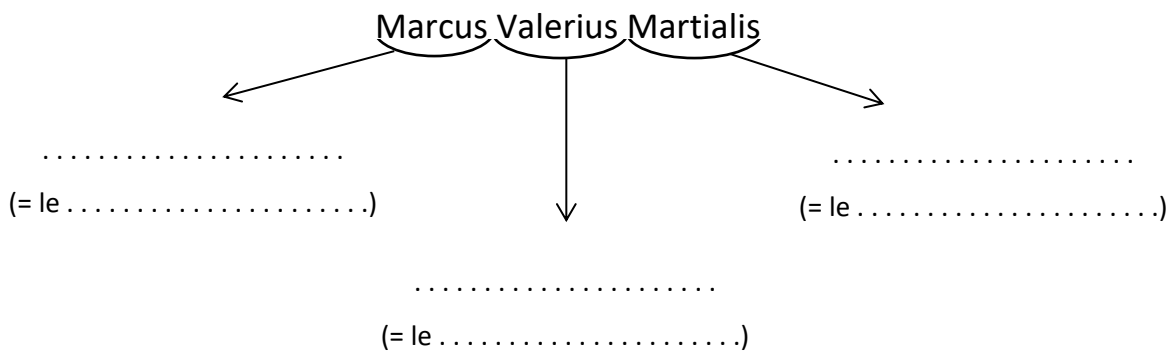 Marcus Valerius Martialis
. . . . . . . . . . . . . . . . . . . . . .
(= le . . . . . . . . . . . . . . . . . . . . . .)
. . . . . . . . . . . . . . . . . . . . . .
(= le . . . . . . . . . . . . . . . . . . . . . .)
. . . . . . . . . . . . . . . . . . . . . .
(= le . . . . . . . . . . . . . . . . . . . . . .)